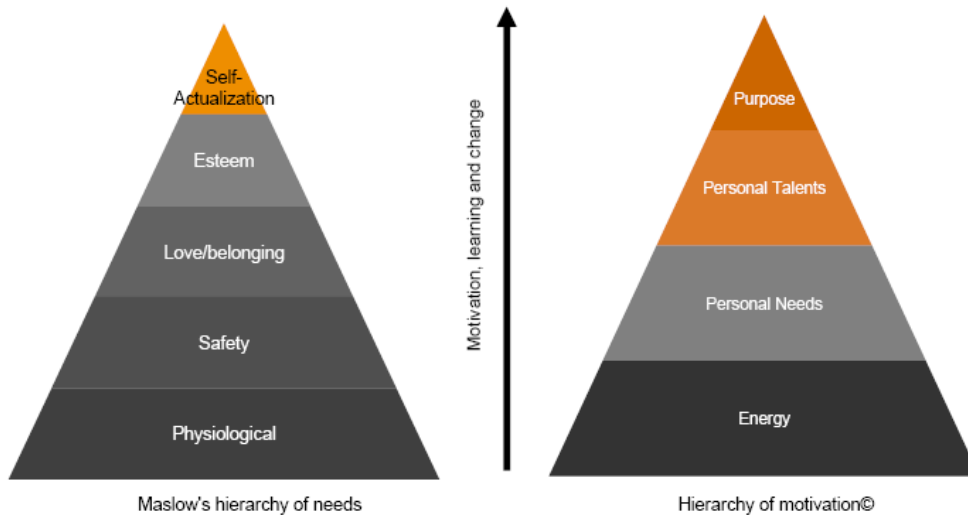 Self-
Actualization
Esteem
Love/belonging
Safety
Physiological
Maslow's hierarchy of needs
Motivation, learning and change
Purpose
Personal Talents
Personal Needs
Energy
Hierarchy of motivation©